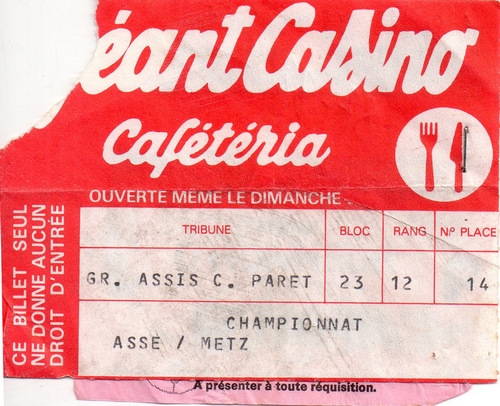 éant Casino
Cafétéria
OUVERTE MÊME LE DIMANCHE.
CE BILLET SEUL
NE DONNE AUCUN
DROIT D'ENTRÉE
TRIBUNE BLOC RANG N.º PLACE
GR. ASSIS C. PARET 23 12 14
CHAMPIONNAT
ASSE / METZ
A présenter à toute réquisition.